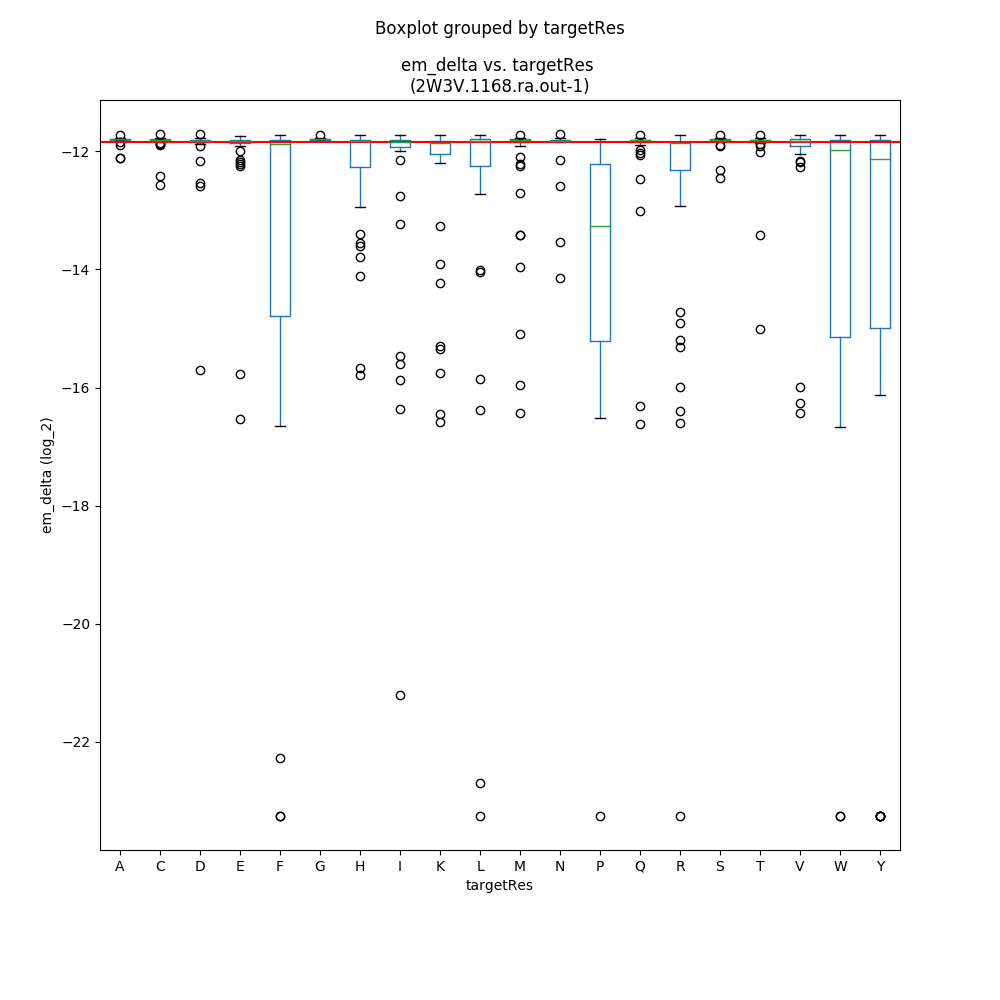 Boxplot grouped by targetRes
em_delta vs. targetRes
(2W3V.1168.ra.out-1)
−12
−14
−16
−18
−20
−22
em_delta (log_2)
A C D E F G H I K L M N P Q R S T V W Y
targetRes